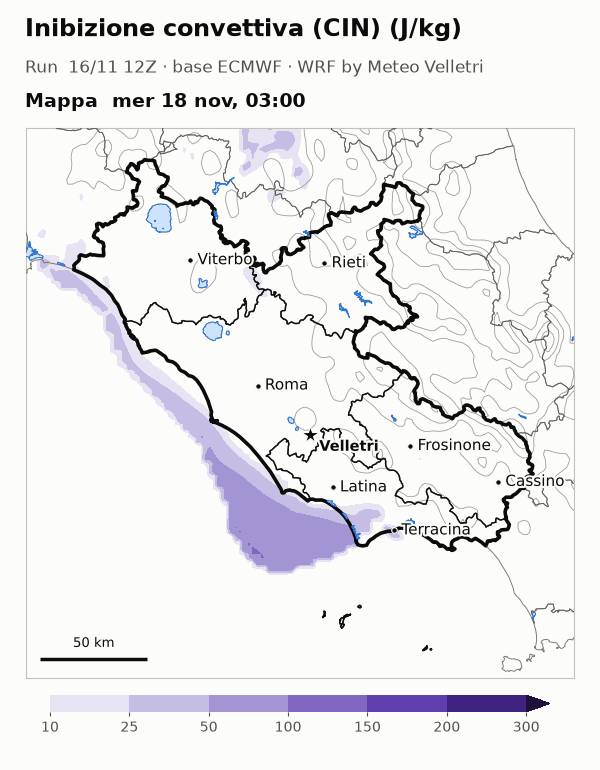 Inibizione convettiva (CIN) (J/kg)
Run  16/11 12Z · base ECMWF · WRF by Meteo Velletri
Mappa  mer 18 nov, 03:00
Viterbo
Rieti
Roma
Velletri
Frosinone
Latina
Cassino
Terracina
50 km
10 25 50 100 150 200 300